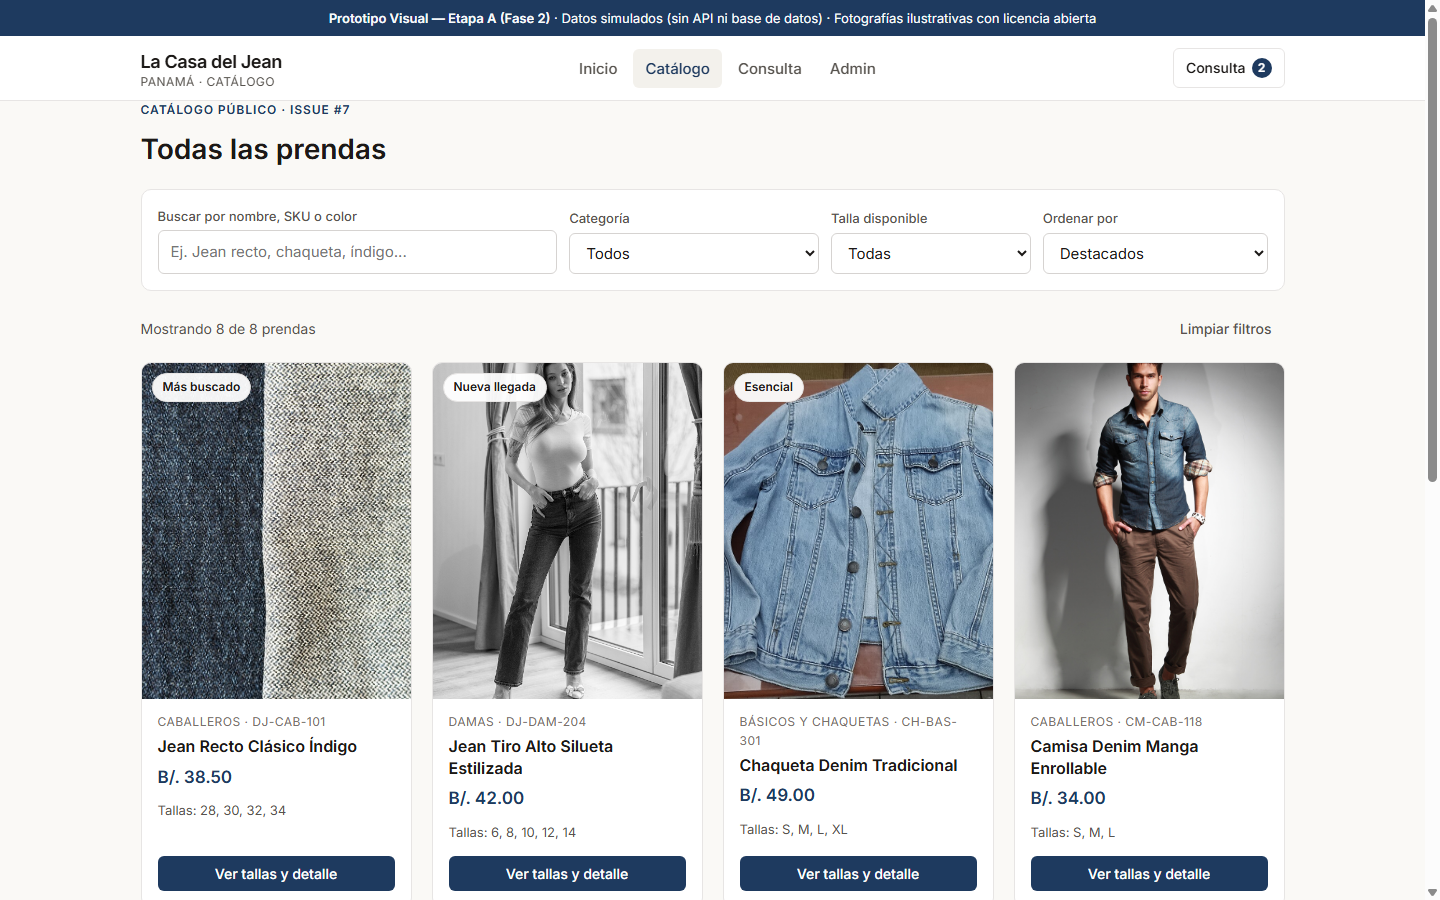 Prototipo Visual — Etapa A (Fase 2) · Datos simulados (sin API ni base de datos) · Fotografías ilustrativas con licencia abierta
La Casa del Jean
PANAMÁ · CATÁLOGO
Inicio
Catálogo
Consulta
Admin
Consulta 2
CATÁLOGO PÚBLICO · ISSUE #7
Todas las prendas
Buscar por nombre, SKU o color
Ej. Jean recto, chaqueta, índigo...
Categoría
Todos
Talla disponible
Todas
Ordenar por
Destacados
Mostrando 8 de 8 prendas
Limpiar filtros
Más buscado
CABALLEROS · DJ-CAB-101
Jean Recto Clásico Índigo
B/. 38.50
Tallas: 28, 30, 32, 34
Ver tallas y detalle
Nueva llegada
DAMAS · DJ-DAM-204
Jean Tiro Alto Silueta
Estilizada
B/. 42.00
Tallas: 6, 8, 10, 12, 14
Ver tallas y detalle
Esencial
BÁSICOS Y CHAQUETAS · CH-BAS-
301
Chaqueta Denim Tradicional
B/. 49.00
Tallas: S, M, L, XL
Ver tallas y detalle
CABALLEROS · CM-CAB-118
Camisa Denim Manga
Enrollable
B/. 34.00
Tallas: S, M, L
Ver tallas y detalle